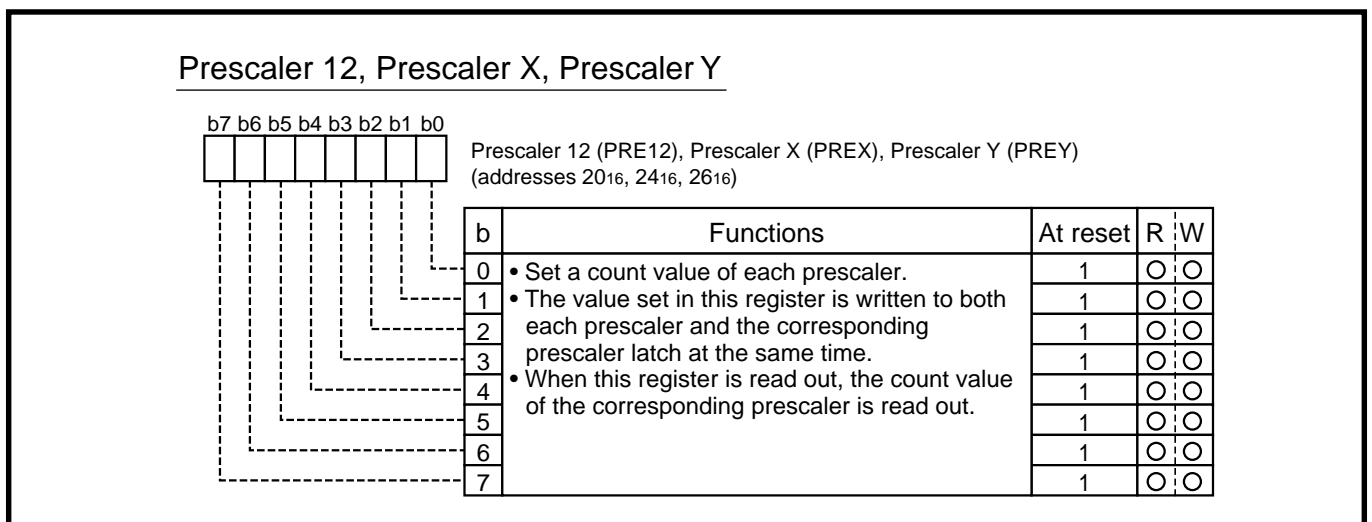 Prescaler 12, Prescaler X, Prescaler Y
b7 b6 b5 b4 b3 b2 b1 b0
Prescaler 12 (PRE12), Prescaler X (PREX), Prescaler Y (PREY)
(addresses 2016, 2416, 2616)
b Functions At reset R W
0 • Set a count value of each prescaler. 1 ○ ○
1 • The value set in this register is written to both 1 ○ ○
2 each prescaler and the corresponding 1 ○ ○
3 prescaler latch at the same time. 1 ○ ○
4 • When this register is read out, the count value 1 ○ ○
5 of the corresponding prescaler is read out. 1 ○ ○
6 1 ○ ○
7 1 ○ ○